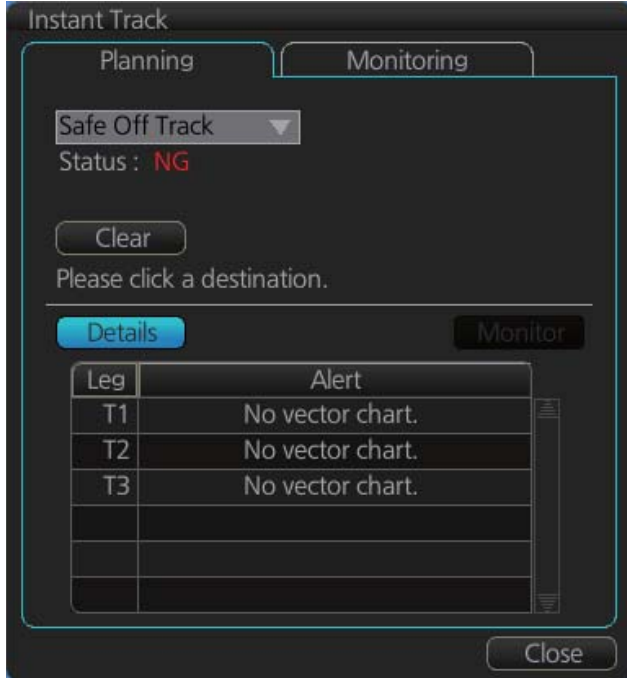 Instant Track
Planning Monitoring
Safe Off Track
Status : NG
Clear
Please click a destination.
Details Monitor
Leg Alert
T1 No vector chart.
T2 No vector chart.
T3 No vector chart.
Close